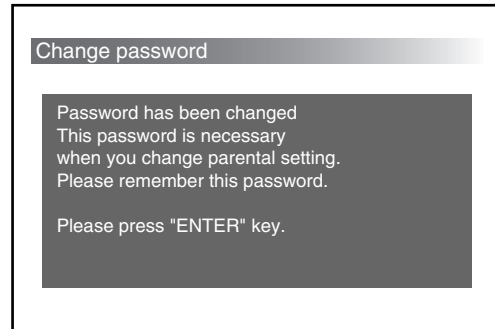 Change password
Password has been changed
This password is necessary
when you change parental setting.
Please remember this password.
Please press "ENTER" key.